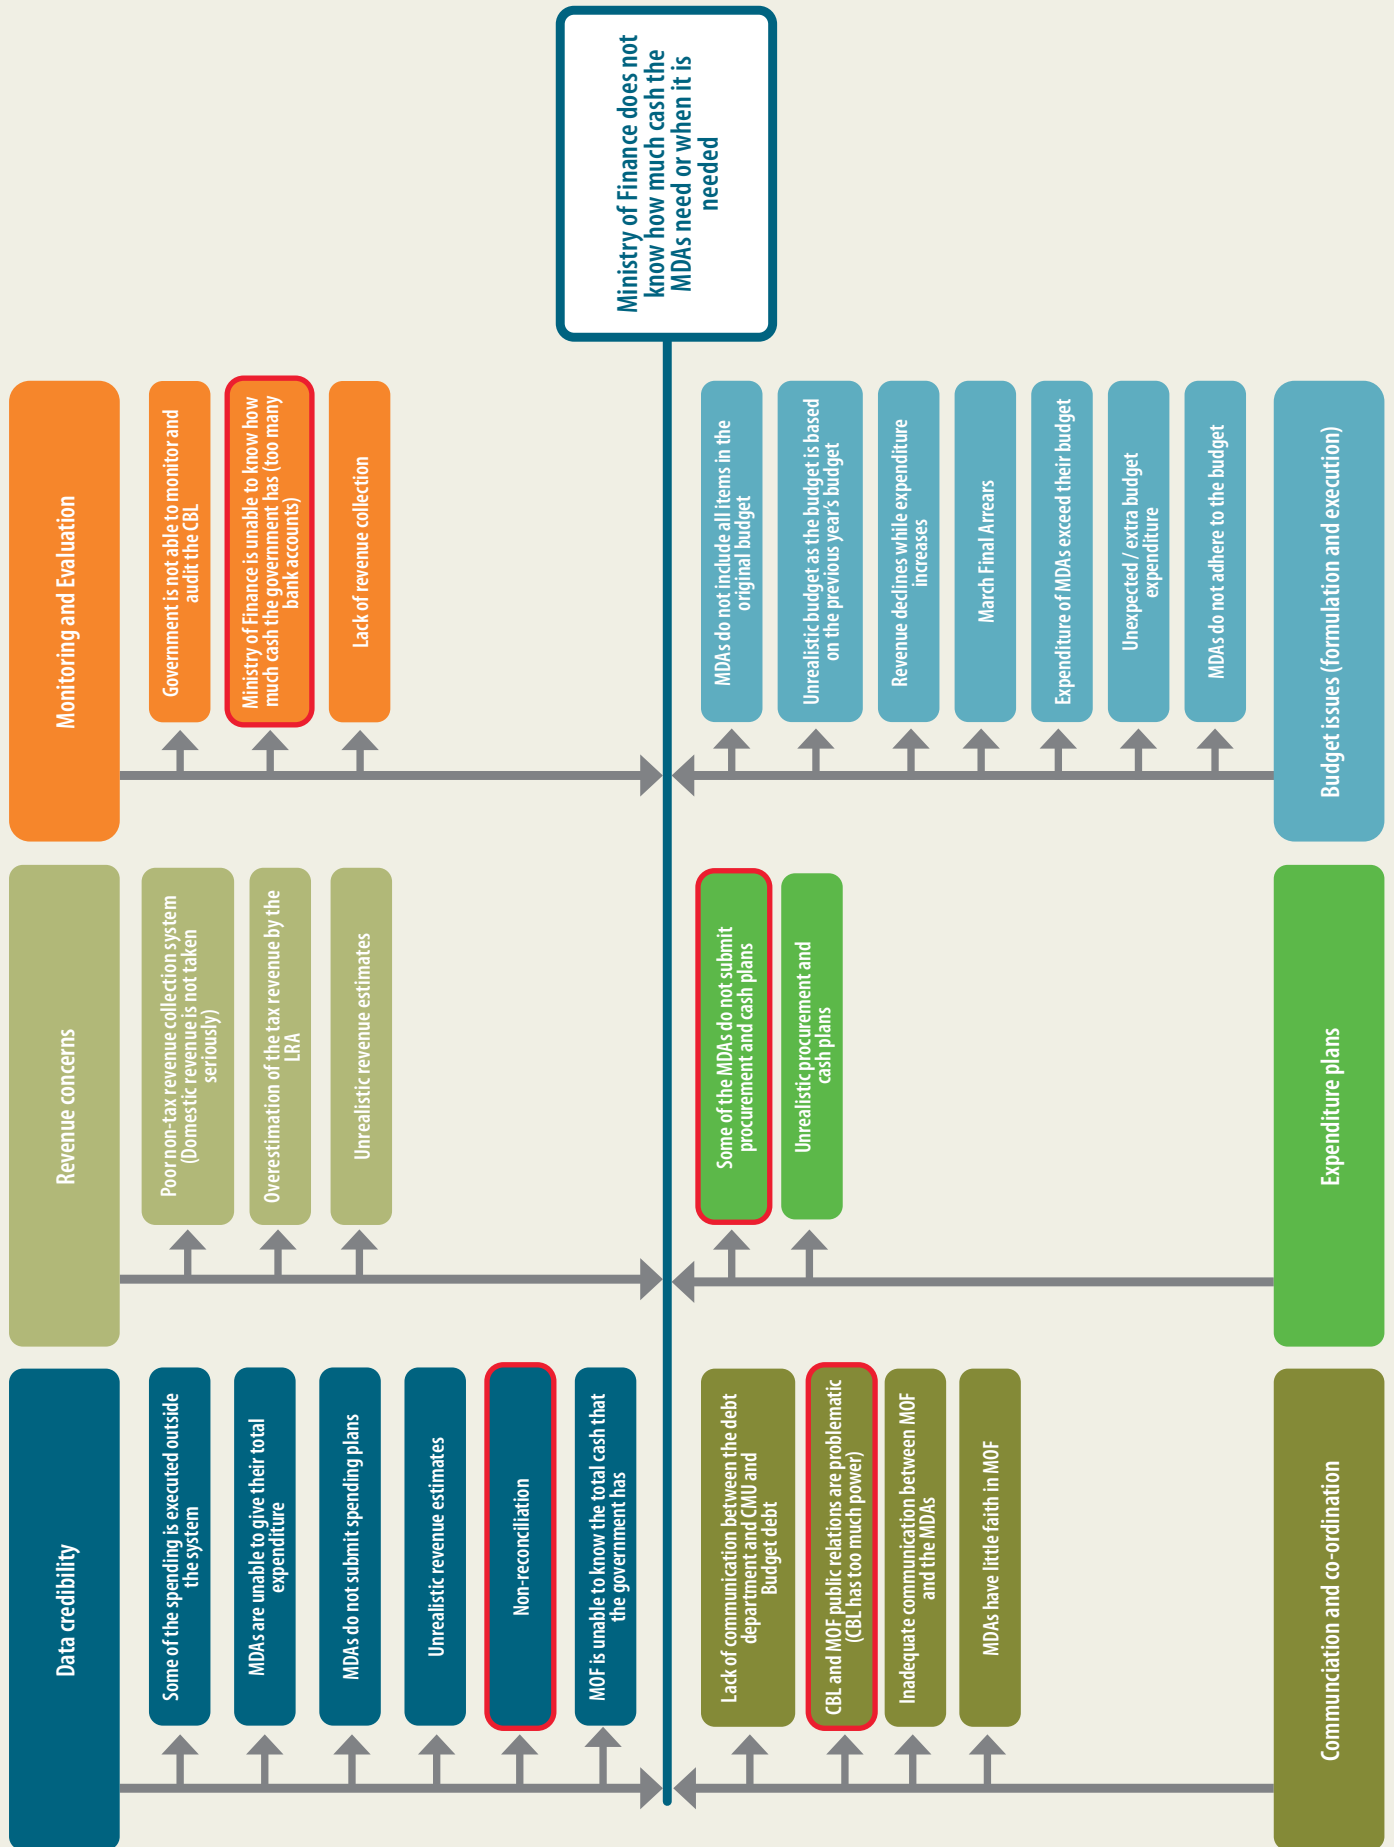 Data credibility
Some of the spending is executed outside
the system
MDAs are unable to give their total
expenditure
MDAs do not submit spending plans
Unrealistic revenue estimates
Non-reconciliation
MOF is unable to know the total cash that
the government has
Revenue concerns
Poor non-tax revenue collection system
(Domestic revenue is not taken
seriously)
Overestimation of the tax revenue by the
LRA
Unrealistic revenue estimates
Monitoring and Evaluation
Government is not able to monitor and
audit the CBL
Ministry of Finance is unable to know how
much cash the government has (too many
bank accounts)
Lack of revenue collection
Ministry of Finance does not
know how much cash the
MDAs need or when it is
needed
Lack of communication between the debt
department and CMU and
Budget debt
CBL and MOF public relations are problematic
(CBL has too much power)
Inadequate communication between MOF
and the MDAs
MDAs have little faith in MOF
Communciation and co-ordination
Some of the MDAs do not submit
procurement and cash plans
Unrealistic procurement and
cash plans
Expenditure plans
MDAs do not include all items in the
original budget
Unrealistic budget as the budget is based
on the previous year's budget
Revenue declines while expenditure
increases
March Final Arrears
Expenditure of MDAs exceed their budget
Unexpected / extra budget
expenditure
MDAs do not adhere to the budget
Budget issues (formulation and execution)